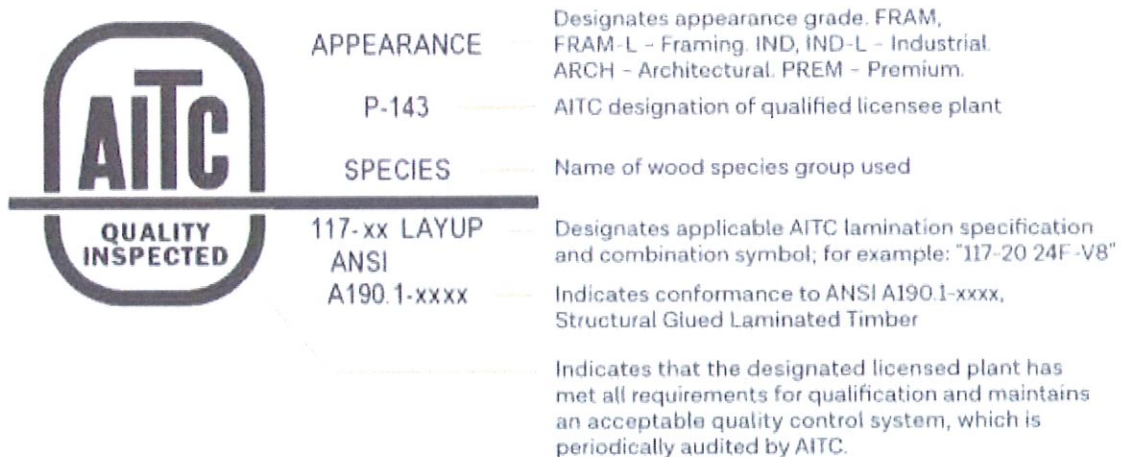 AITC
QUALITY
INSPECTED
APPEARANCE
Designates appearance grade. FRAM,
FRAM-L – Framing. IND, IND-L – Industrial.
ARCH – Architectural. PREM – Premium.
P-143
AITC designation of qualified licensee plant
SPECIES
Name of wood species group used
117-xx LAYUP
Designates applicable AITC lamination specification
and combination symbol; for example: "117-20 24F-V8"
ANSI
A190.1-xxxx
Indicates conformance to ANSI A190.1-xxxx,
Structural Glued Laminated Timber
Indicates that the designated licensed plant has
met all requirements for qualification and maintains
an acceptable quality control system, which is
periodically audited by AITC.